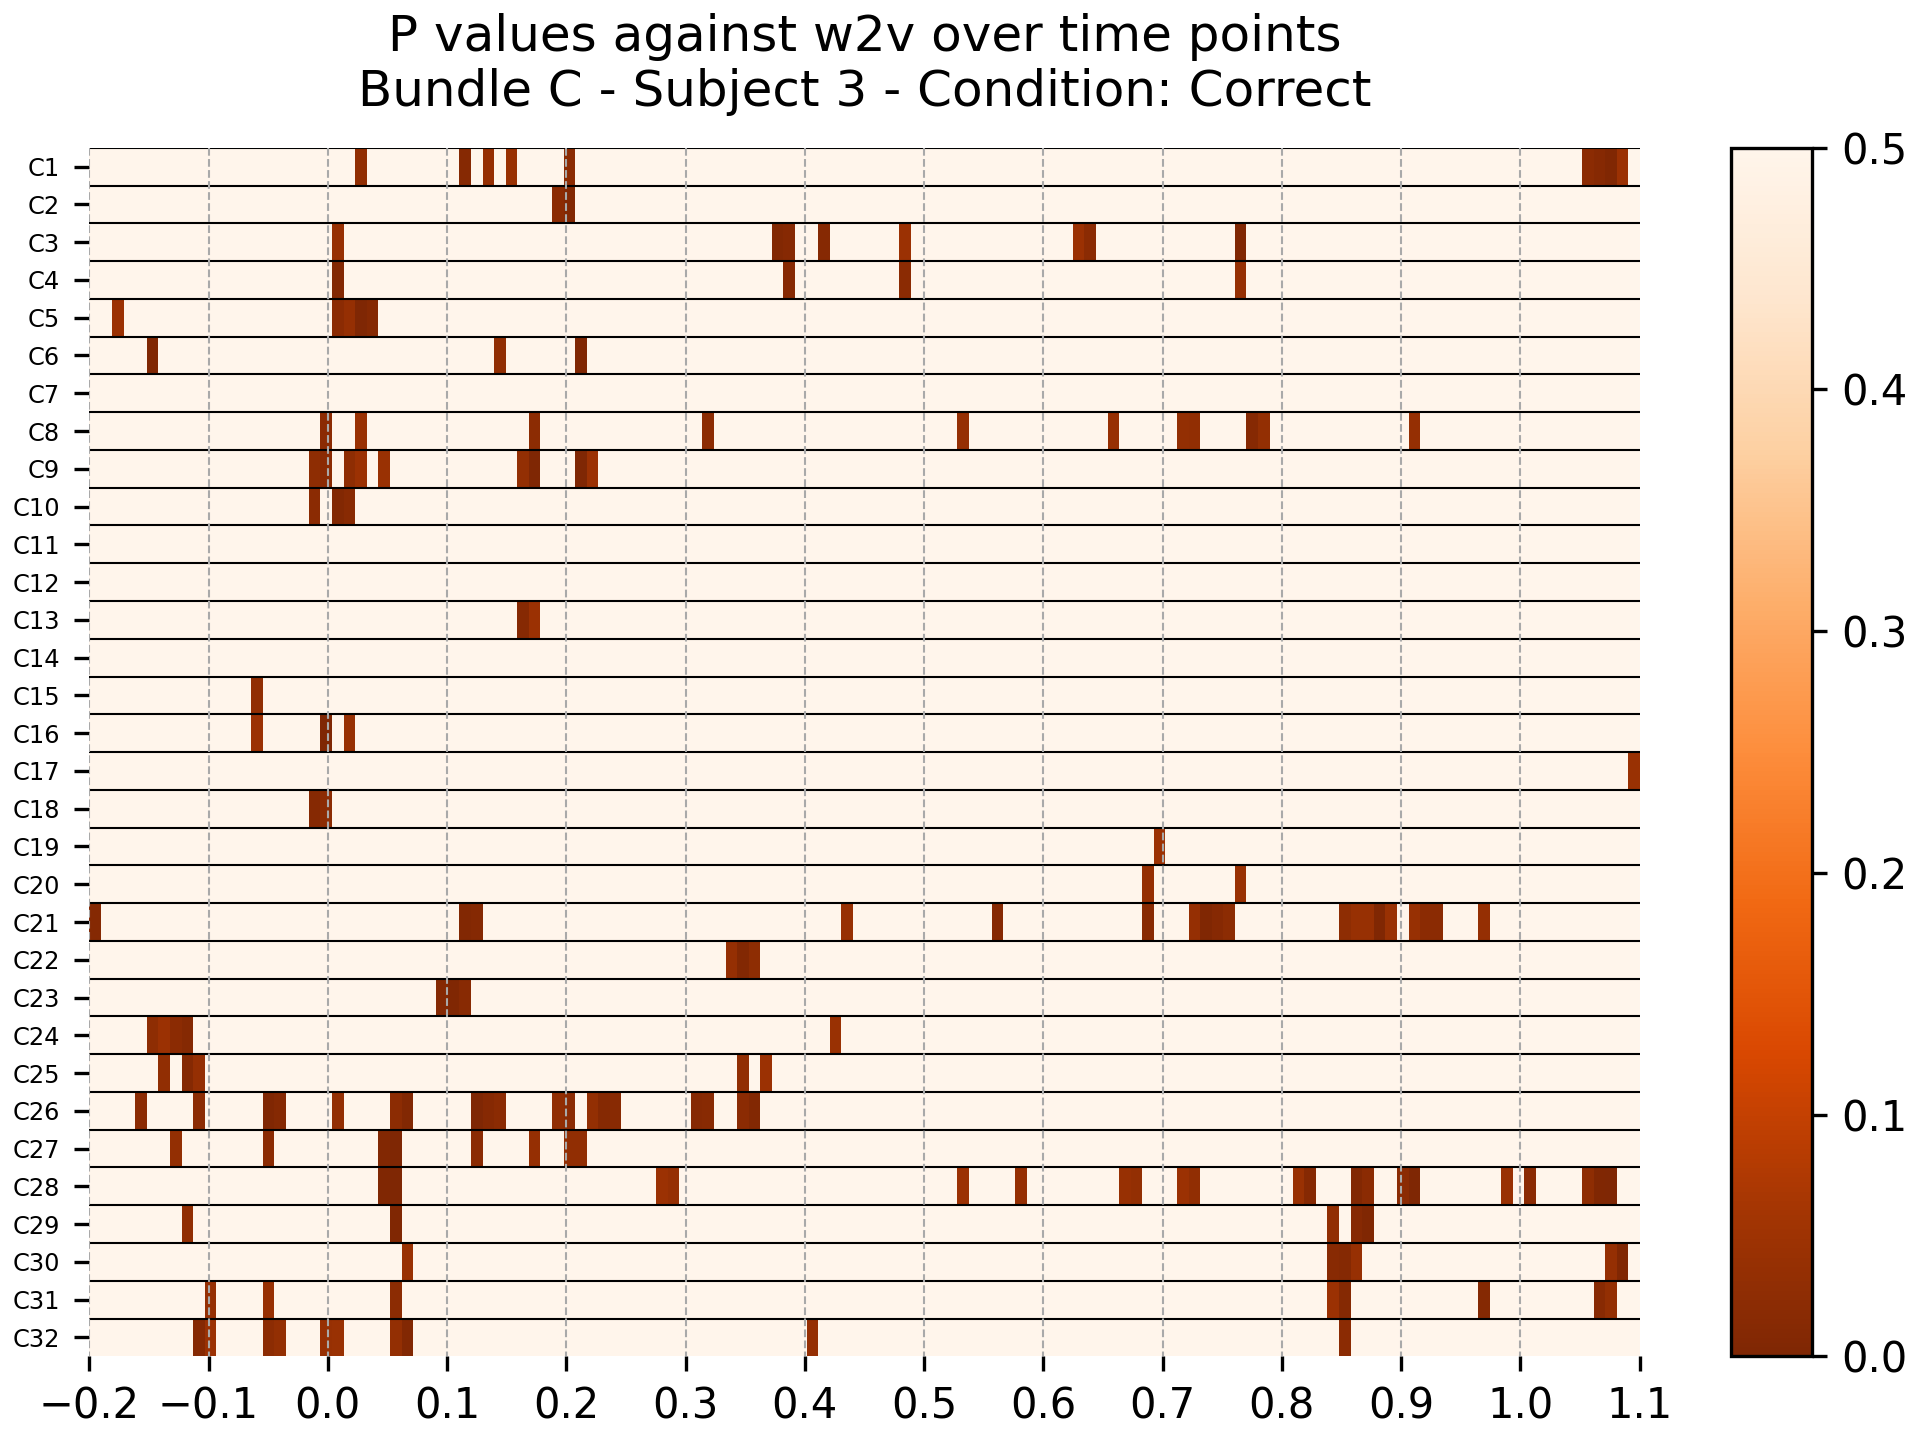 P values against w2v over time points
Bundle C - Subject 3 - Condition: Correct
C1
C2
C3
C4
C5
C6
C7
C8
C9
C10
C11
C12
C13
C14
C15
C16
C17
C18
C19
C20
C21
C22
C23
C24
C25
C26
C27
C28
C29
C30
C31
C32
−0.2 −0.1 0.0 0.1 0.2 0.3 0.4 0.5 0.6 0.7 0.8 0.9 1.0 1.1
0.5
0.4
0.3
0.2
0.1
0.0